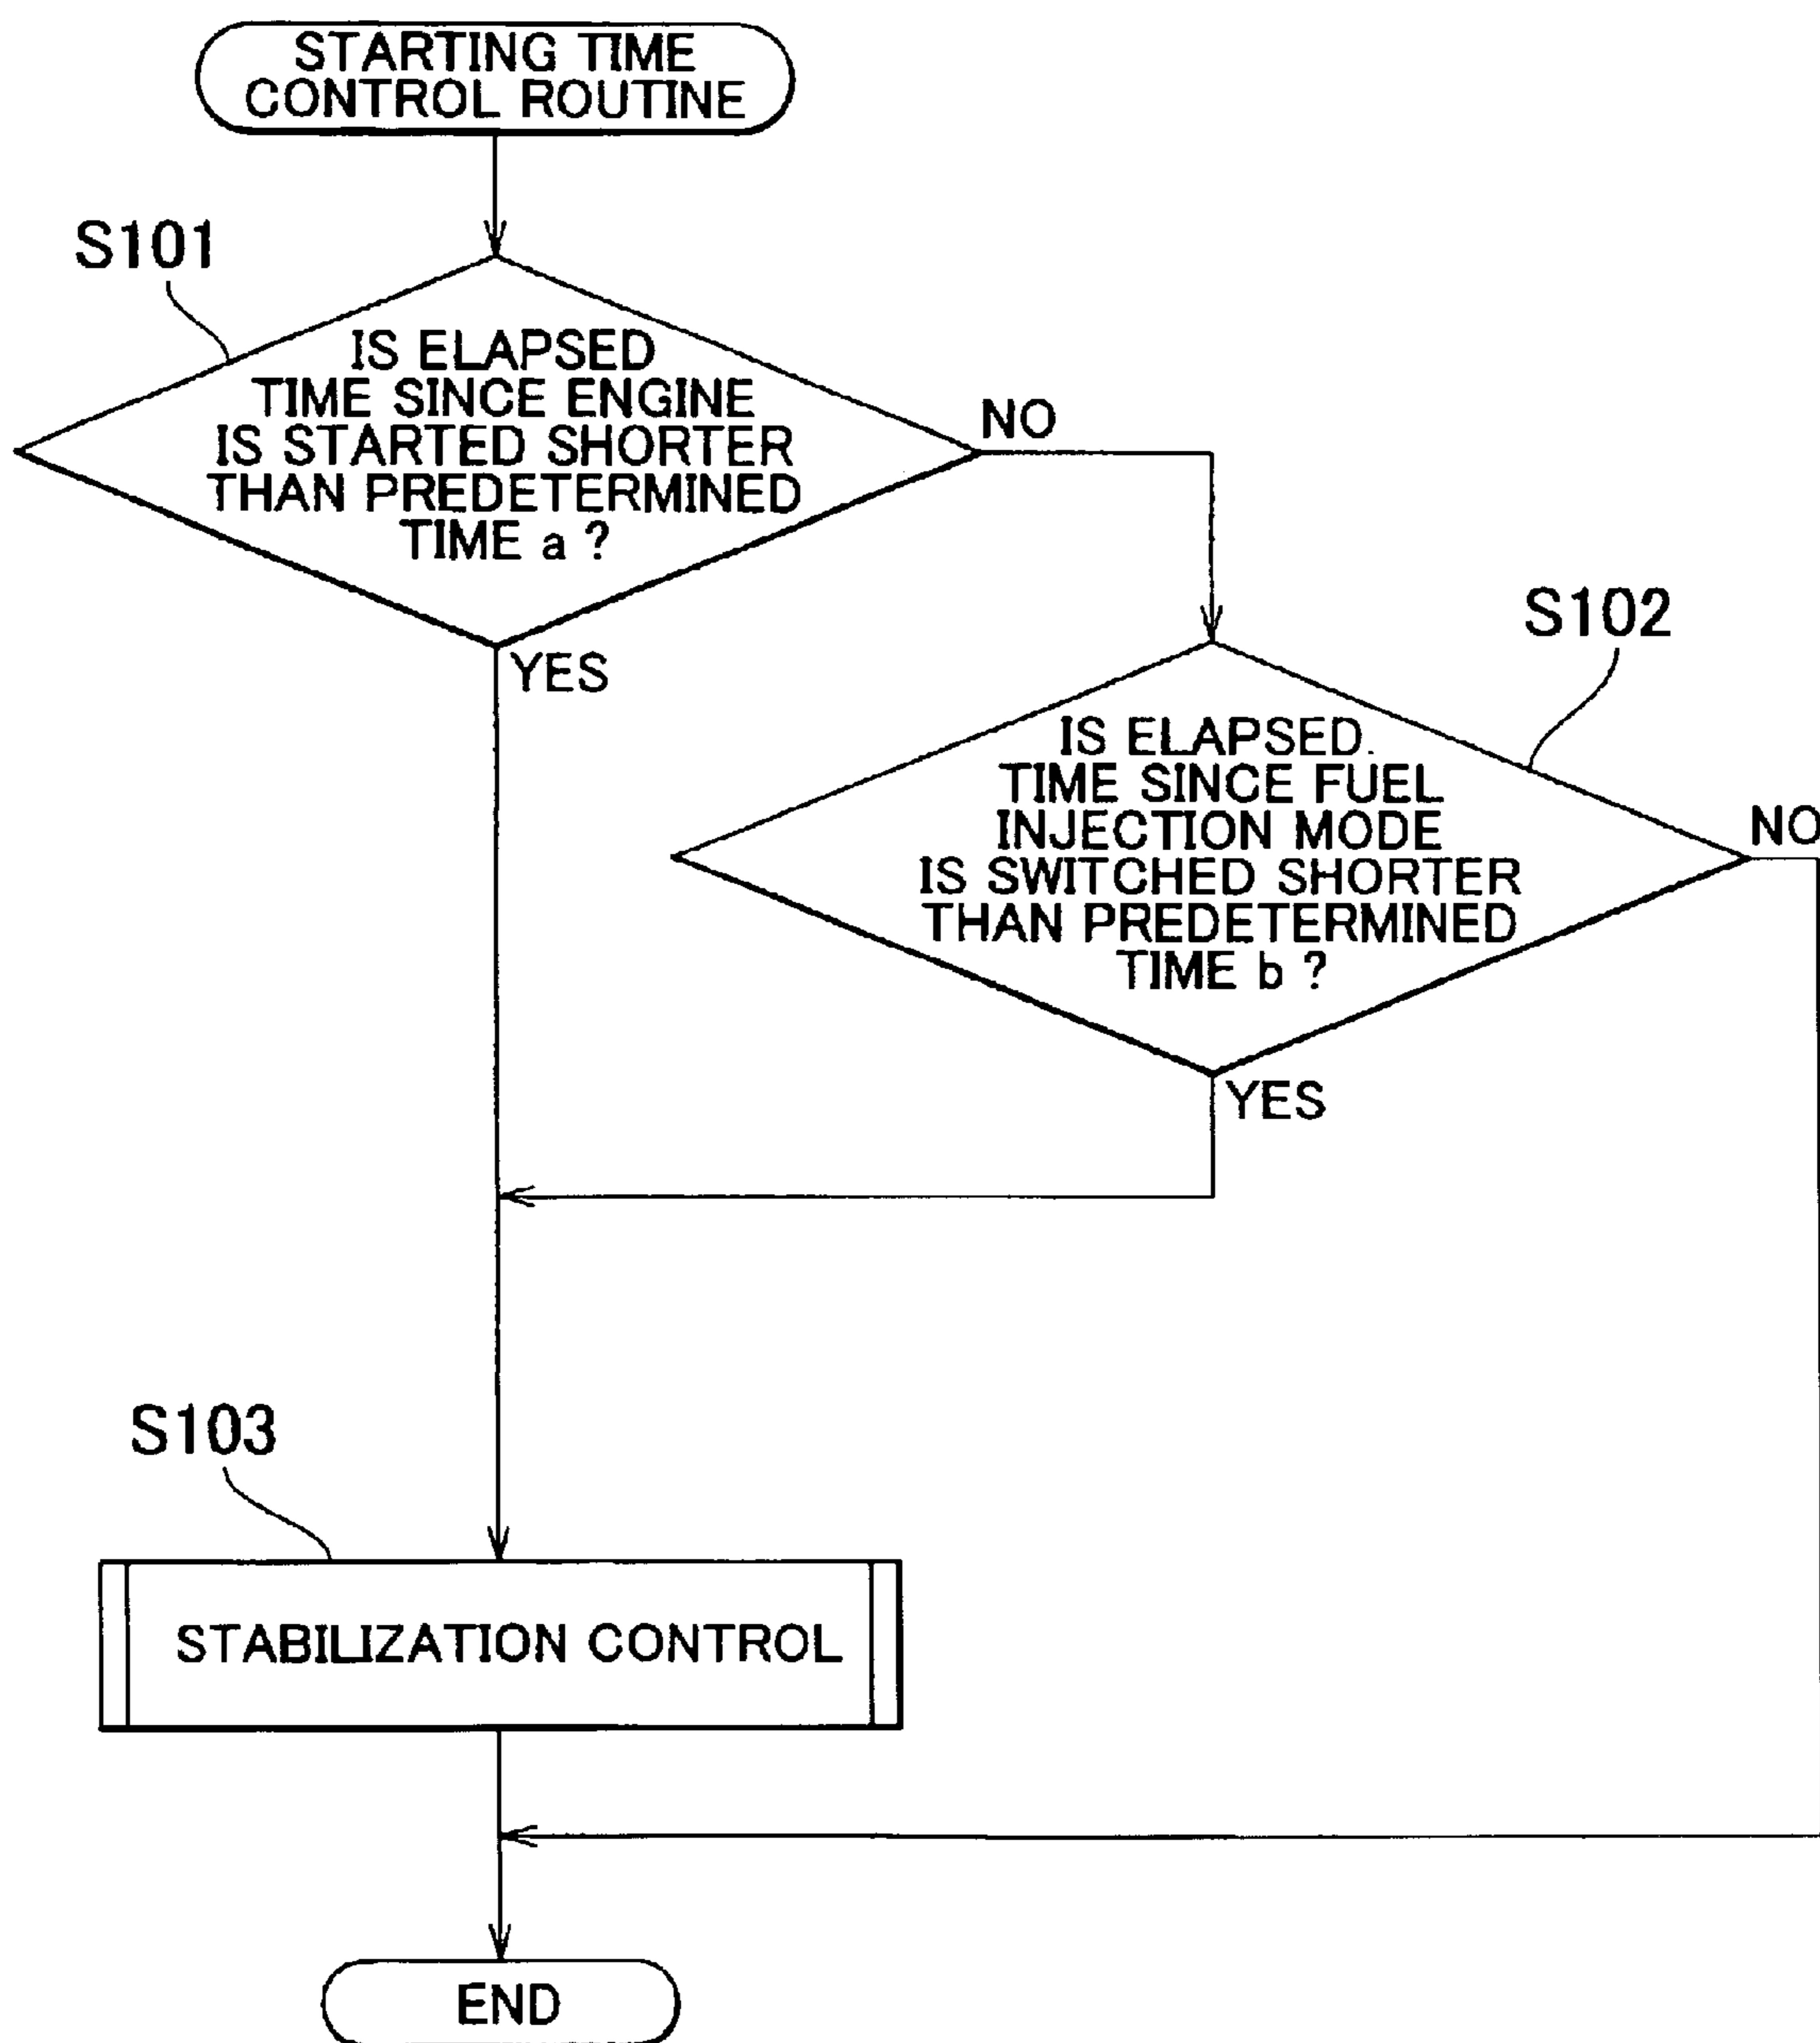 STARTING TIME
CONTROL ROUTINE
S101
IS ELAPSED
TIME SINCE ENGINE
IS STARTED SHORTER
THAN PREDETERMINED
TIME a ?
NO
YES
S102
IS ELAPSED
TIME SINCE FUEL
INJECTION MODE
IS SWITCHED SHORTER
THAN PREDETERMINED
TIME b ?
NO
YES
S103
STABILIZATION CONTROL
END